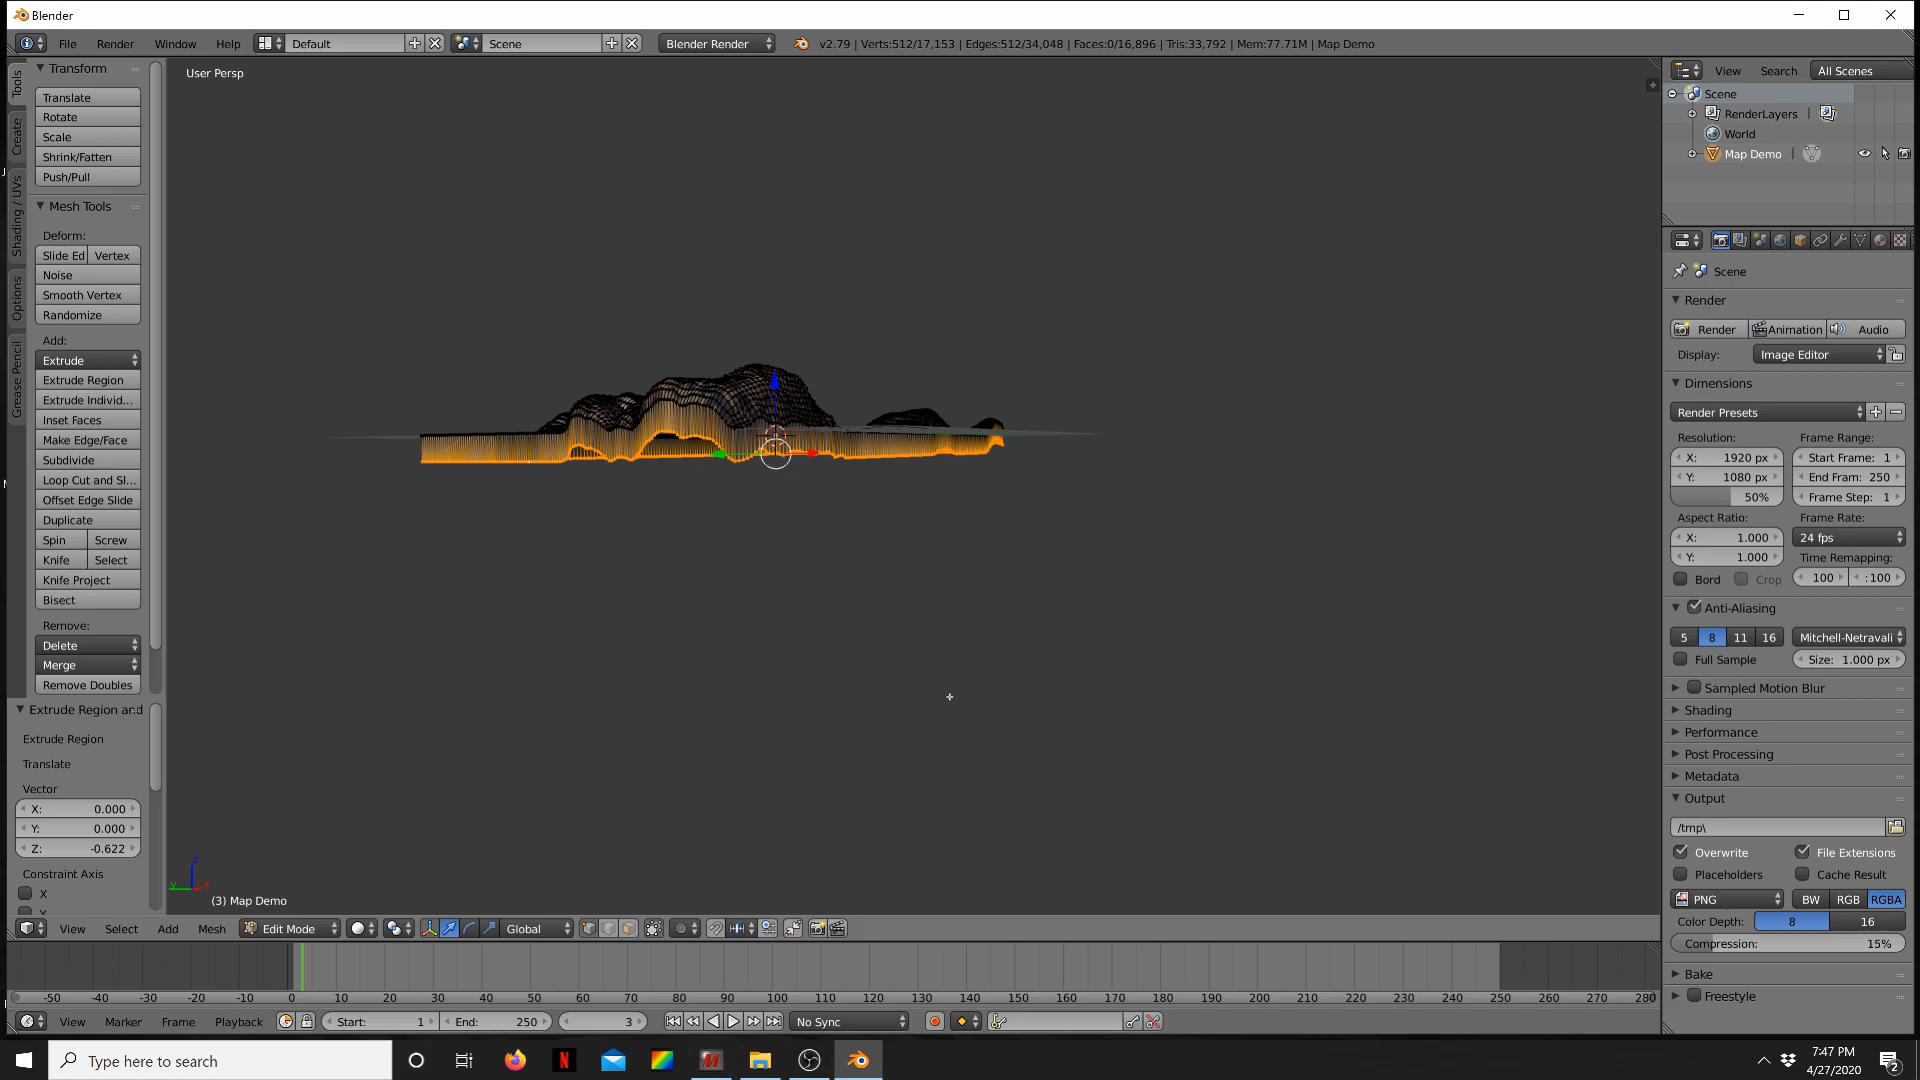 Blender
File Render Window Help Default Scene Blender Render v2.79 | Verts:512/17,153 | Edges:512/34,048 | Faces:0/16,896 | Tris:33,792 | Mem:77.71M | Map Demo
Tools
Create
Shading / UVs
Options
Grease Pencil
Transform
Translate
Rotate
Scale
Shrink/Fatten
Push/Pull
Mesh Tools
Deform:
Slide Ed Vertex
Noise
Smooth Vertex
Randomize
Add:
Extrude
Extrude Region
Extrude Individ...
Inset Faces
Make Edge/Face
Subdivide
Loop Cut and Sl...
Offset Edge Slide
Duplicate
Spin Screw
Knife Select
Knife Project
Bisect
Remove:
Delete
Merge
Remove Doubles
Extrude Region and
Extrude Region
Translate
Vector
X: 0.000
Y: 0.000
Z: -0.622
Constraint Axis
X
Y
User Persp
z
y x
(3) Map Demo
View Select Add Mesh Edit Mode Global
-50 -40 -30 -20 -10 0 10 20 30 40 50 60 70 80 90 100 110 120 130 140 150 160 170 180 190 200 210 220 230 240 250 260 270 280
View Marker Frame Playback Start: 1 End: 250 3 No Sync
View Search All Scenes
Scene
RenderLayers |
World
Map Demo |
Scene
Render
Render Animation Audio
Display: Image Editor
Dimensions
Render Presets
Resolution: Frame Range:
X: 1920 px Start Frame: 1
Y: 1080 px End Fram: 250
50% Frame Step: 1
Aspect Ratio: Frame Rate:
X: 1.000 24 fps
Y: 1.000 Time Remapping:
Bord Crop 100 : 100
Anti-Aliasing
5 8 11 16 Mitchell-Netravali
Full Sample Size: 1.000 px
Sampled Motion Blur
Shading
Performance
Post Processing
Metadata
Output
/tmp\
Overwrite File Extensions
Placeholders Cache Result
PNG BW RGB RGBA
Color Depth: 8 16
Compression: 15%
Bake
Freestyle
Type here to search
N
7:47 PM
4/27/2020
2